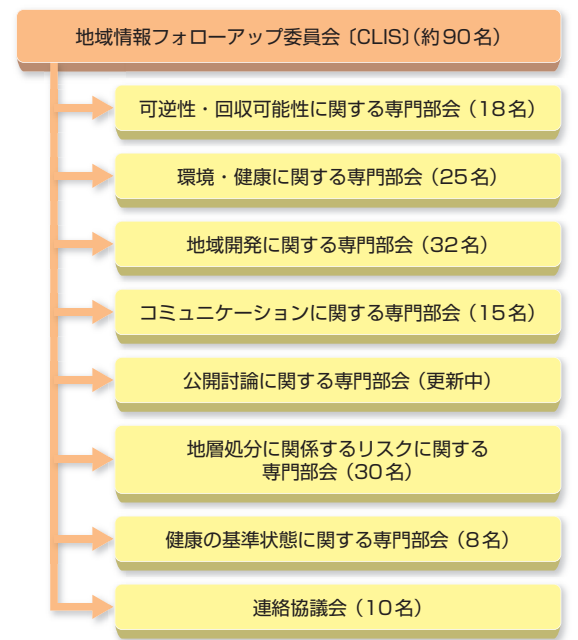 地域情報フォローアップ委員会〔CLIS〕(約90名)
可逆性・回収可能性に関する専門部会（18名）
環境・健康に関する専門部会（25名）
地域開発に関する専門部会（32名）
コミュニケーションに関する専門部会（15名）
公開討論に関する専門部会（更新中）
地層処分に関係するリスクに関する
専門部会（30名）
健康の基準状態に関する専門部会（8名）
連絡協議会（10名）